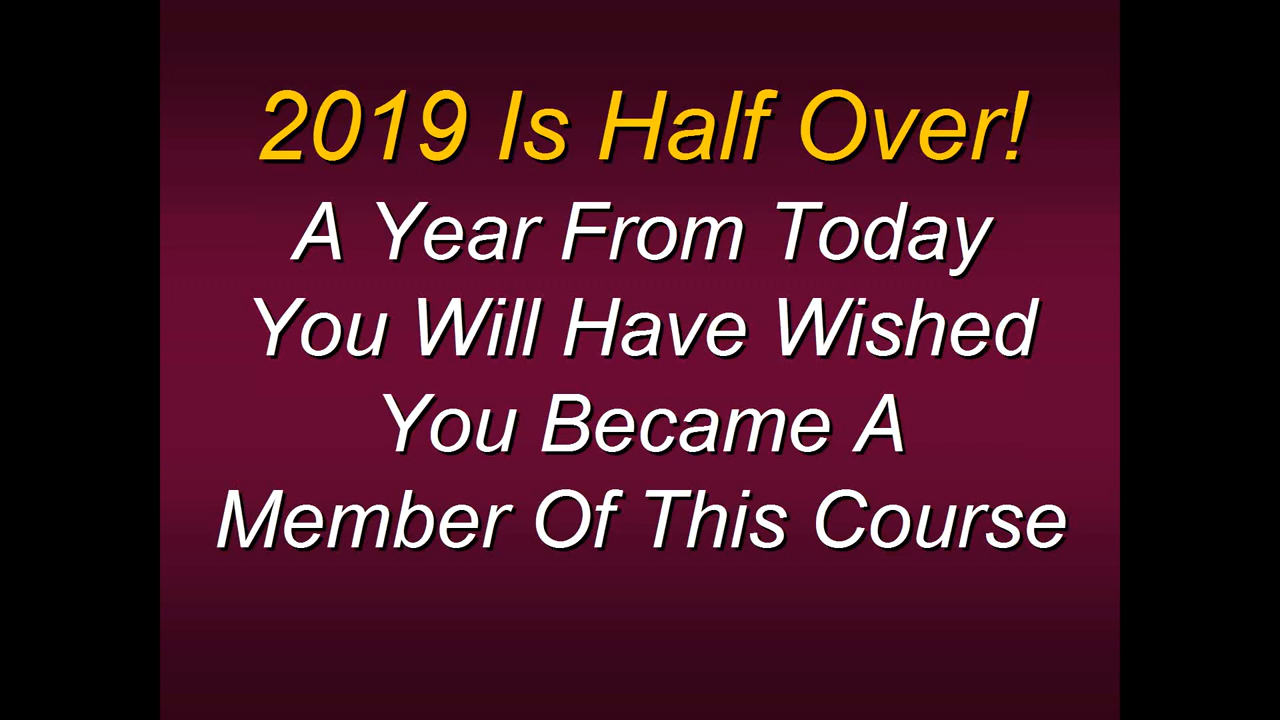 2019 Is Half Over!
A Year From Today
You Will Have Wished
You Became A
Member Of This Course